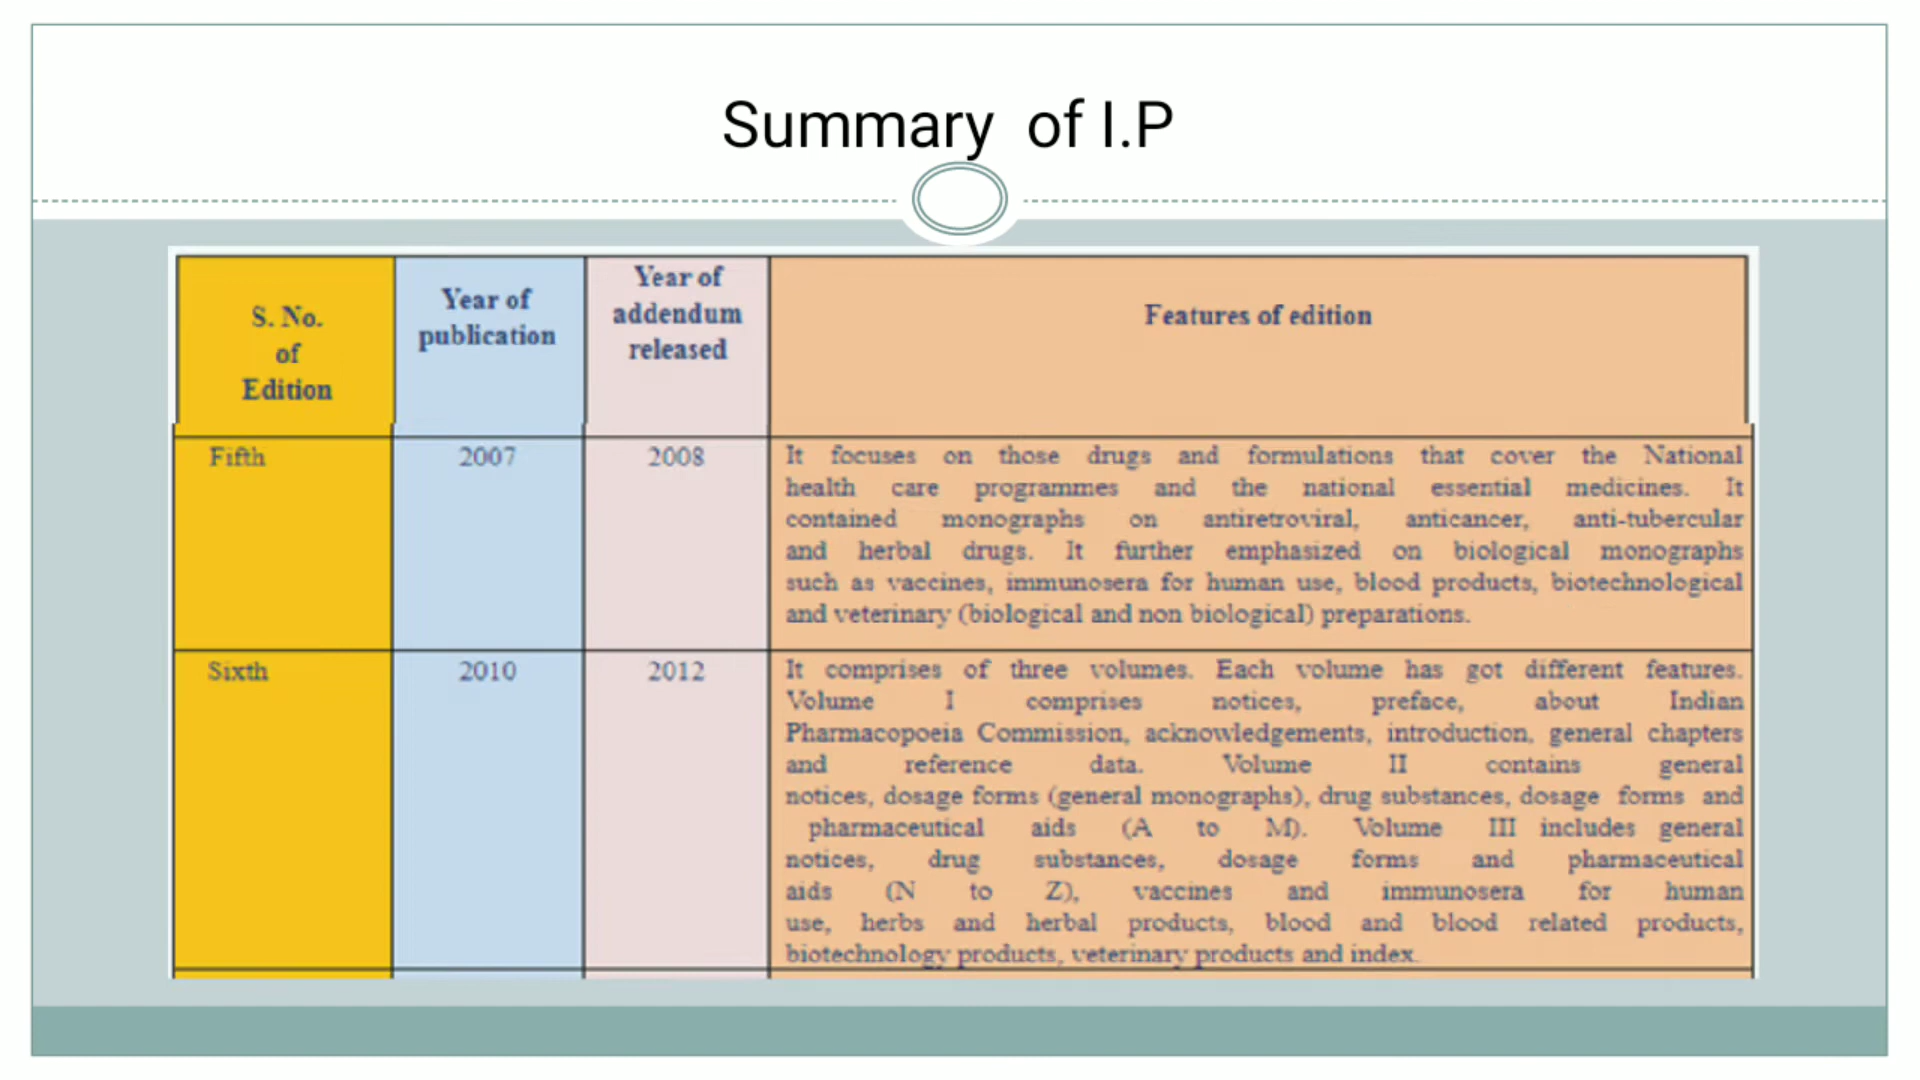 Summary of I.P
S. No.
of
Edition
Year of
publication
Year of
addendum
released
Features of edition
Fifth
2007
2008
It focuses on those drugs and formulations that cover the National
health care programmes and the national essential medicines. It
contained monographs on antiretroviral, anticancer, anti-tubercular
and herbal drugs. It further emphasized on biological monographs
such as vaccines, immunosera for human use, blood products, biotechnological
and veterinary (biological and non biological) preparations.
Sixth
2010
2012
It comprises of three volumes. Each volume has got different features.
Volume I comprises notices, preface, about Indian
Pharmacopoeia Commission, acknowledgements, introduction, general chapters
and reference data. Volume II contains general
notices, dosage forms (general monographs), drug substances, dosage forms and
pharmaceutical aids (A to M). Volume III includes general
notices, drug substances, dosage forms and pharmaceutical
aids (N to Z), vaccines and immunosera for human
use, herbs and herbal products, blood and blood related products,
biotechnology products, veterinary products and index.